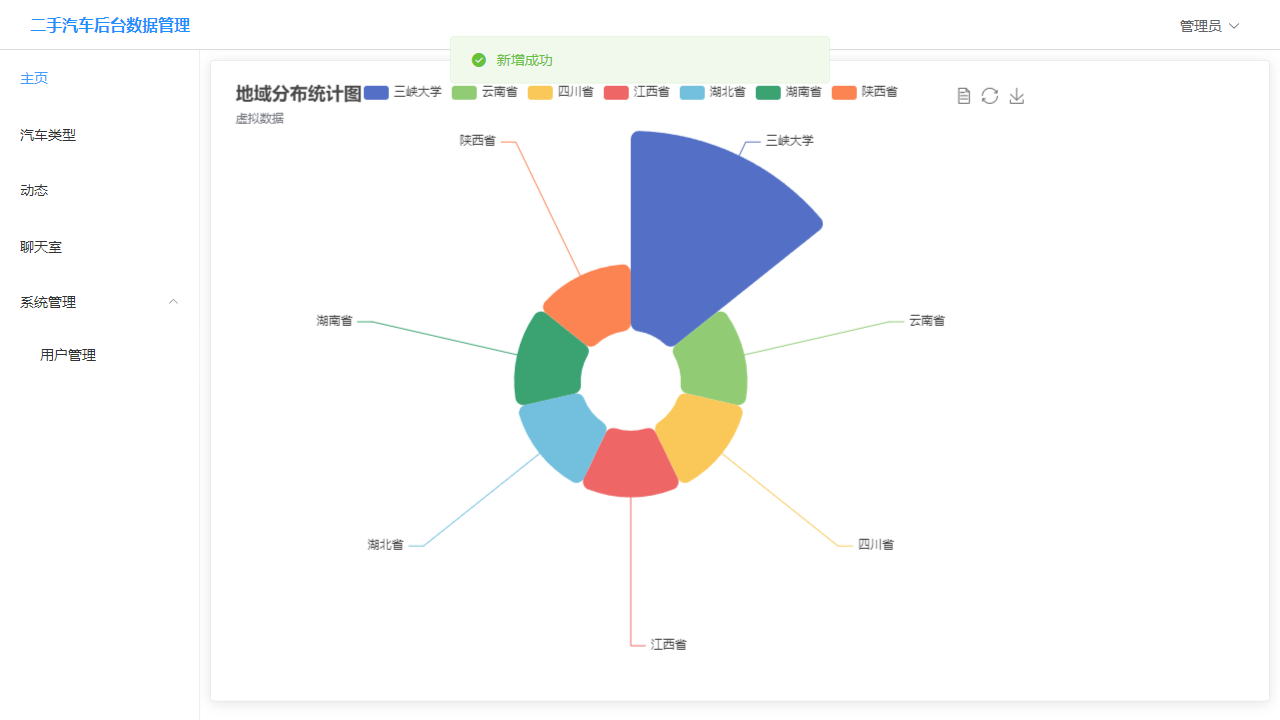 二手汽车后台数据管理
管理员
新增成功
主页
汽车类型
动态
聊天室
系统管理
用户管理
地域分布统计图
虚拟数据
三峡大学 云南省 四川省 江西省 湖北省 湖南省 陕西省
陕西省
三峡大学
湖南省
云南省
湖北省
四川省
江西省